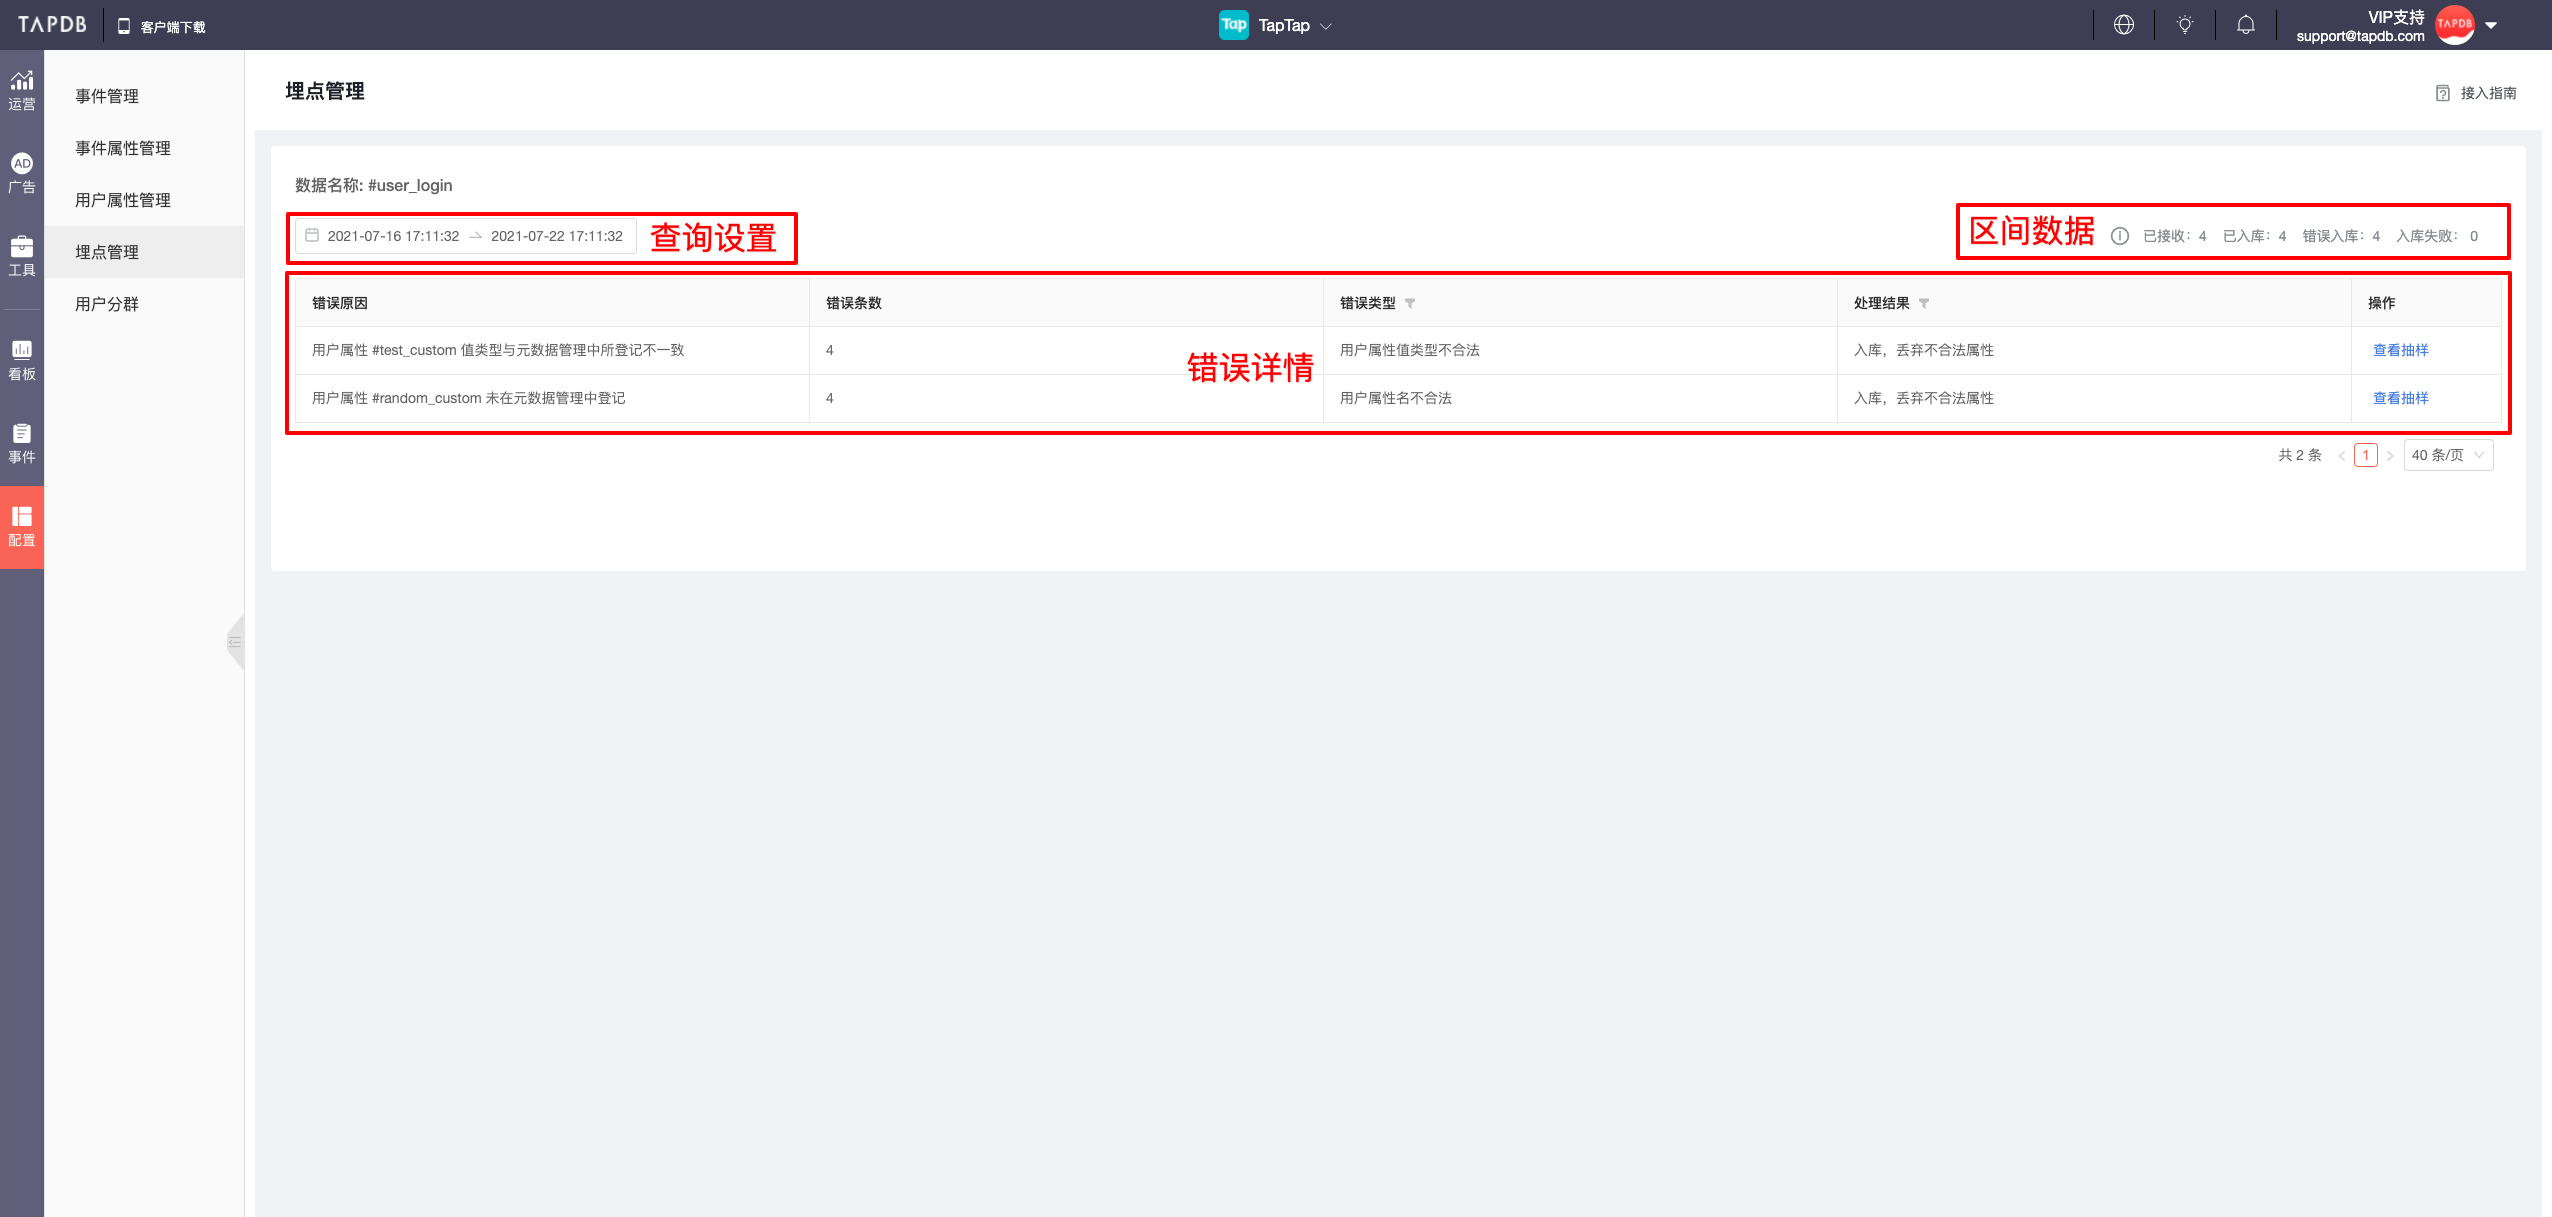 TAPDB
客户端下载
Tap TapTap
VIP支持
support@tapdb.com
TAPDB
运营
AD
广告
工具
看板
事件
配置
事件管理
事件属性管理
用户属性管理
埋点管理
用户分群
埋点管理
接入指南
数据名称: #user_login
2021-07-16 17:11:32 2021-07-22 17:11:32 查询设置
区间数据 已接收: 4 已入库: 4 错误入库: 4 入库失败: 0
错误原因 错误条数 错误类型 处理结果 操作
用户属性 #test_custom 值类型与元数据管理中所登记不一致 4 用户属性值类型不合法 入库，丢弃不合法属性 查看抽样
错误详情
用户属性 #random_custom 未在元数据管理中登记 4 用户属性名不合法 入库，丢弃不合法属性 查看抽样
共 2 条 < 1 > 40 条/页